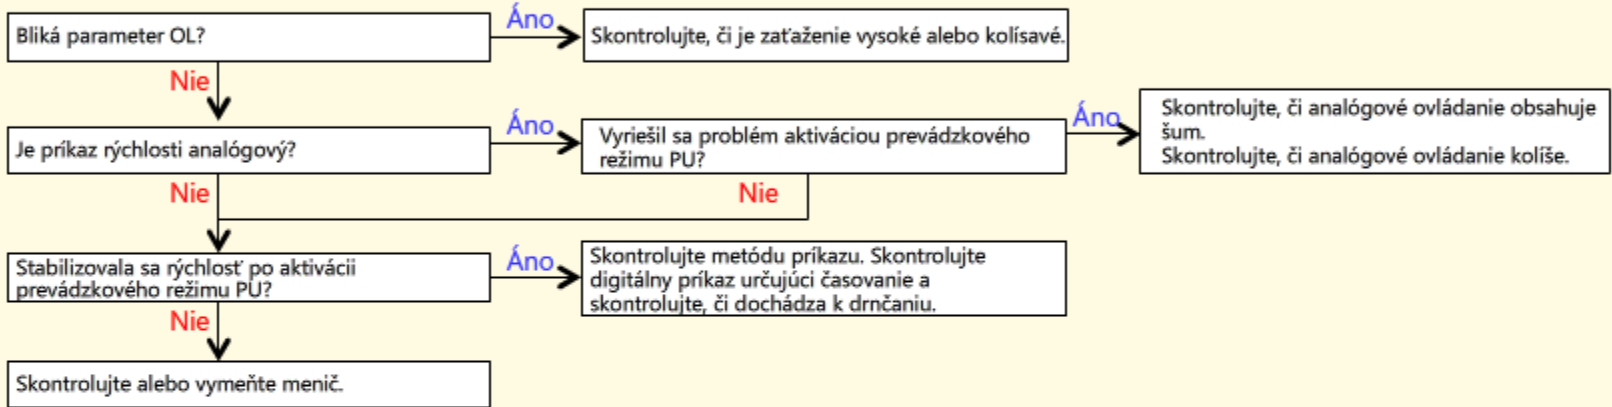 Bliká parameter OL?
Áno
Skontrolujte, či je zaťaženie vysoké alebo kolísavé.
Nie
Je príkaz rýchlosti analógový?
Áno
Vyriešil sa problém aktiváciou prevádzkového
režimu PU?
Áno
Skontrolujte, či analógové ovládanie obsahuje
šum.
Skontrolujte, či analógové ovládanie kolíše.
Nie
Nie
Stabilizovala sa rýchlosť po aktivácii
prevádzkového režimu PU?
Áno
Skontrolujte metódu príkazu. Skontrolujte
digitálny príkaz určujúci časovanie a
skontrolujte, či dochádza k drnčaniu.
Nie
Skontrolujte alebo vymeňte menič.